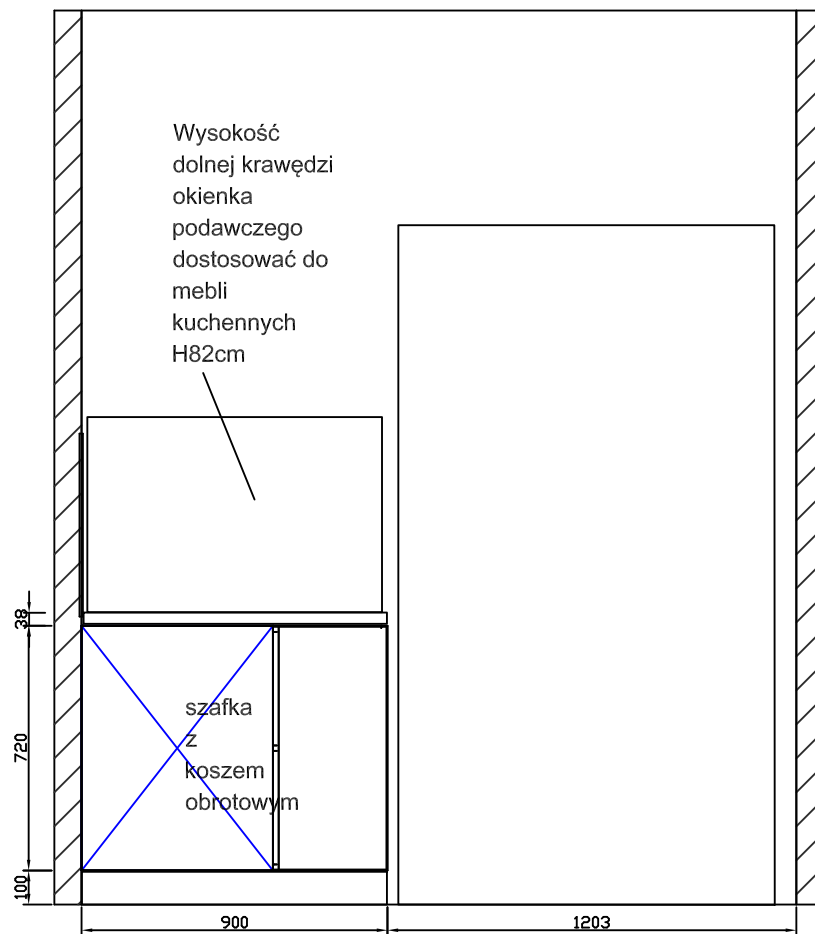 Wysokość
dolnej krawędzi
okienka
podawczego
dostosować do
mebli
kuchennych
H82cm
38
szafka
z
koszem
obrotowym
720
100
900
1203